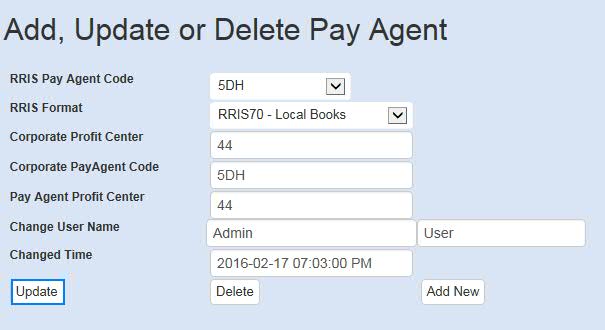 Add, Update or Delete Pay Agent
RRIS Pay Agent Code 5DH
RRIS Format RRIS70 - Local Books
Corporate Profit Center 44
Corporate PayAgent Code 5DH
Pay Agent Profit Center 44
Change User Name Admin User
Changed Time 2016-02-17 07:03:00 PM
Update Delete Add New